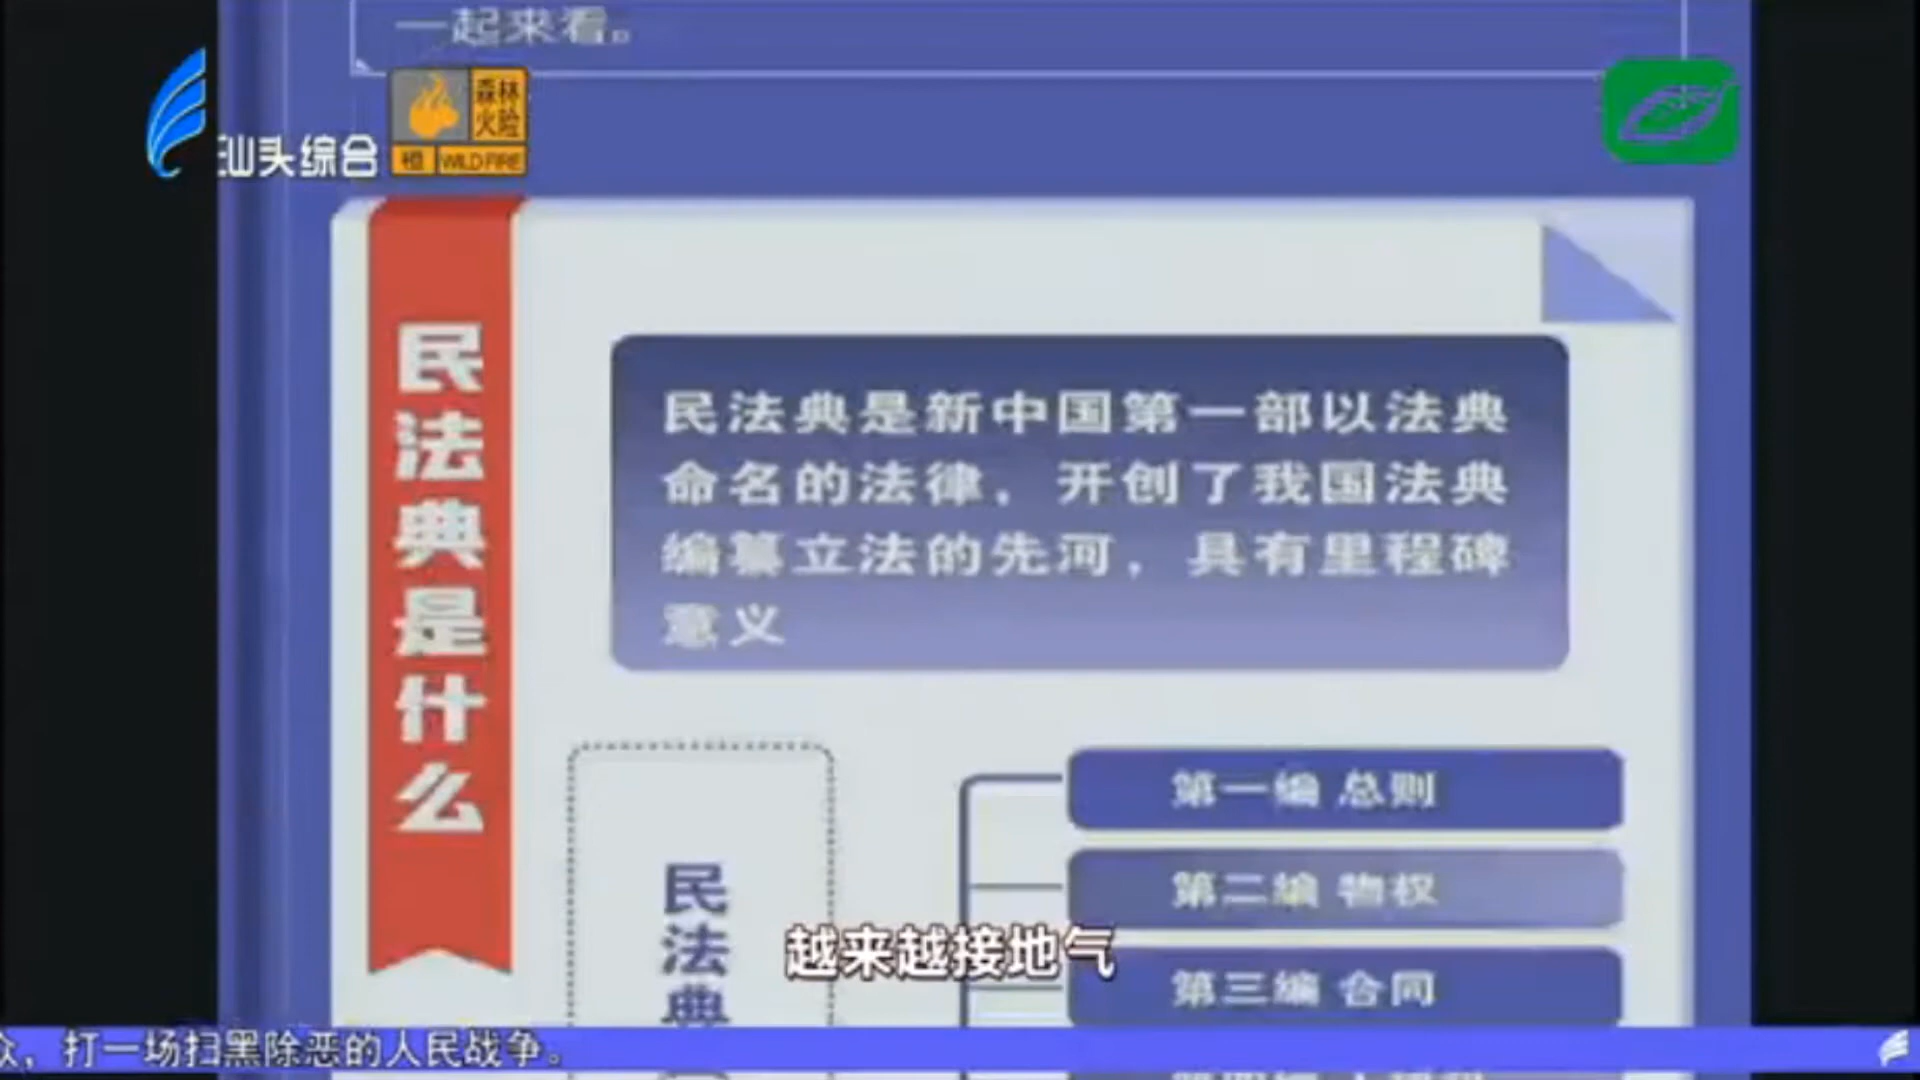 一起来看。
汕头综合
森林
火险
橙 WILD FIRE
民法典是什么
民法典是新中国第一部以法典
命名的法律，开创了我国法典
编纂立法的先河，具有里程碑
意义
民法典
第一编 总则
第二编 物权
第三编 合同
越来越接地气
众，打一场扫黑除恶的人民战争。